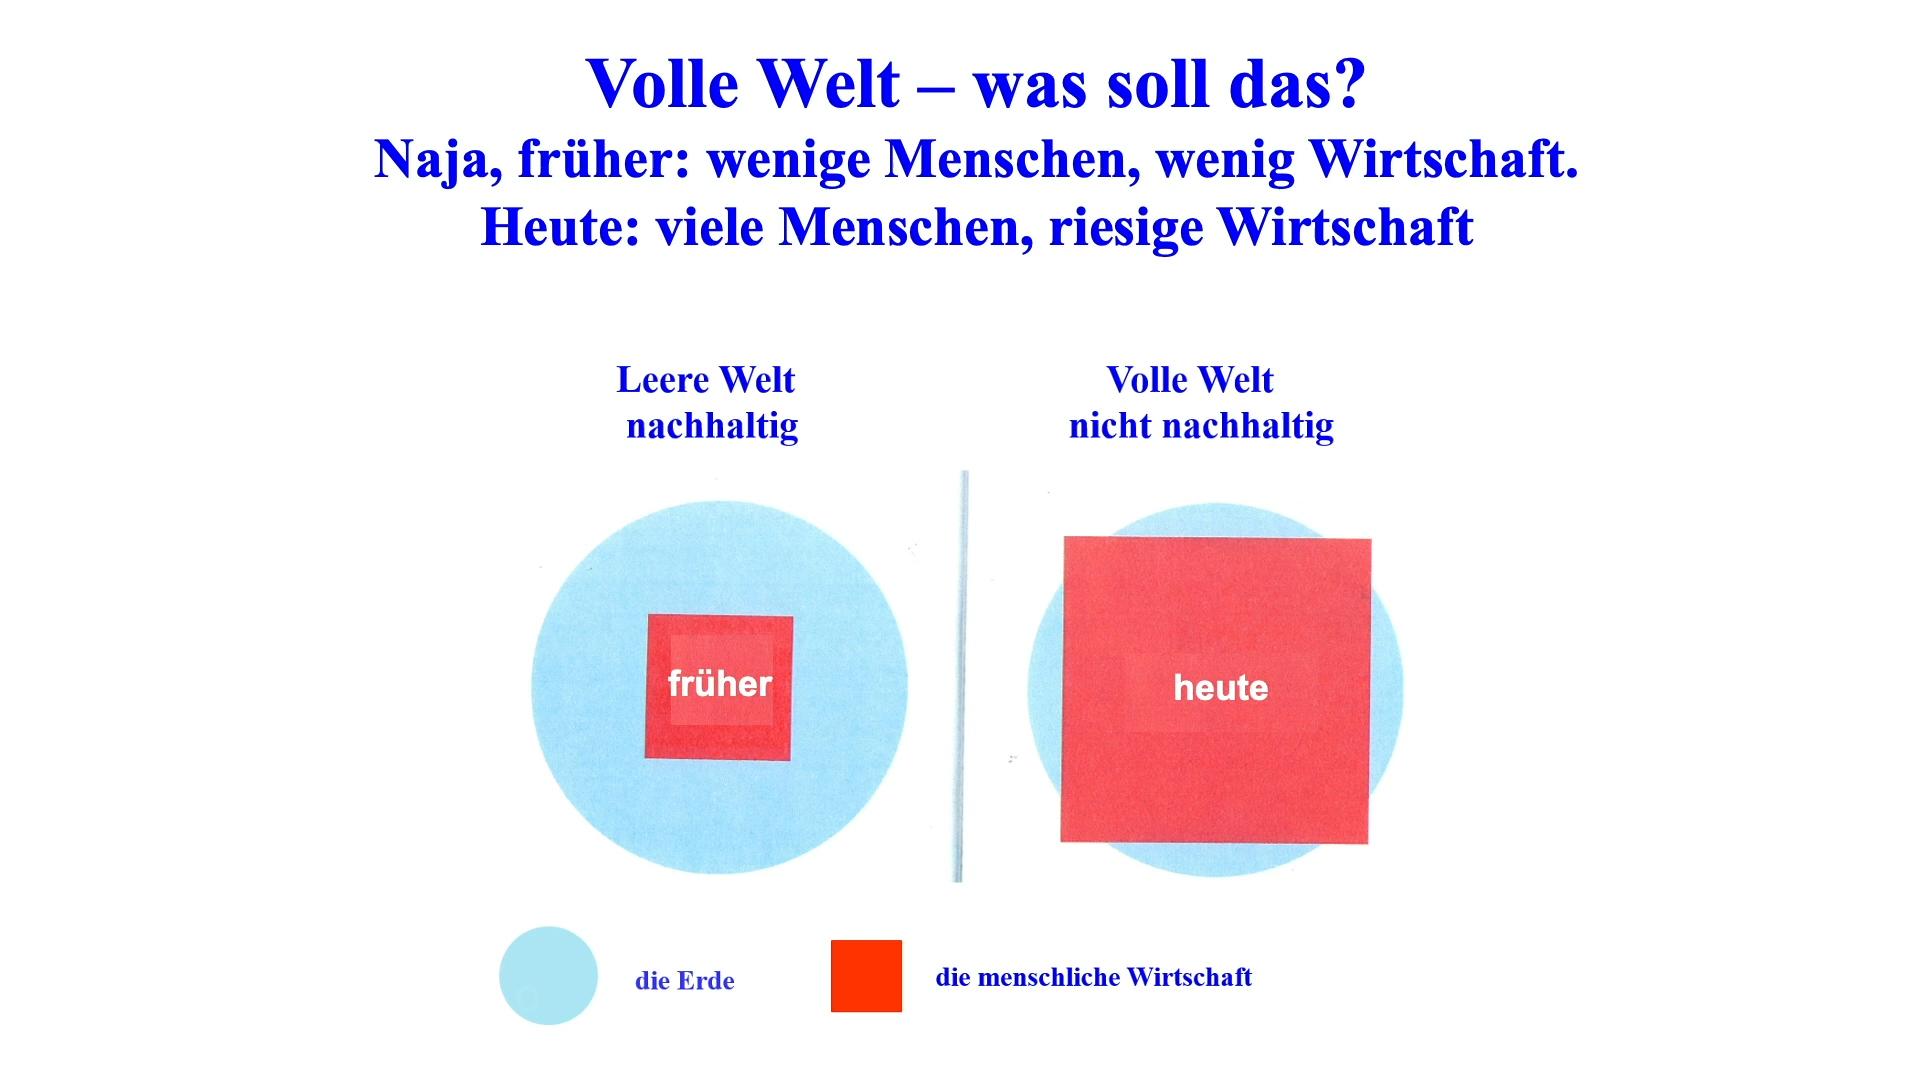 Volle Welt – was soll das?
Naja, früher: wenige Menschen, wenig Wirtschaft.
Heute: viele Menschen, riesige Wirtschaft
Leere Welt
nachhaltig
Volle Welt
nicht nachhaltig
früher
heute
die Erde
die menschliche Wirtschaft